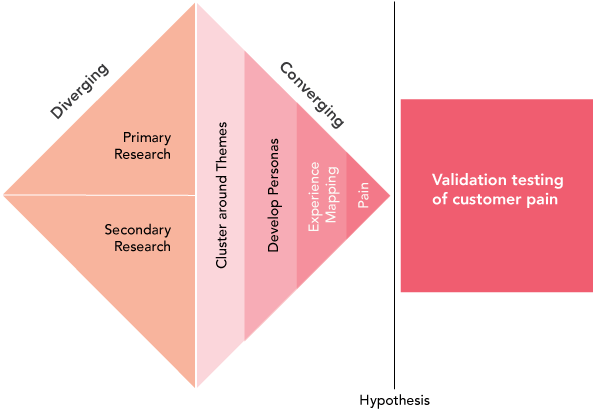 Diverging
Converging
Primary
Research
Secondary
Research
Cluster around Themes
Develop Personas
Experience
Mapping
Pain
Validation testing
of customer pain
Hypothesis